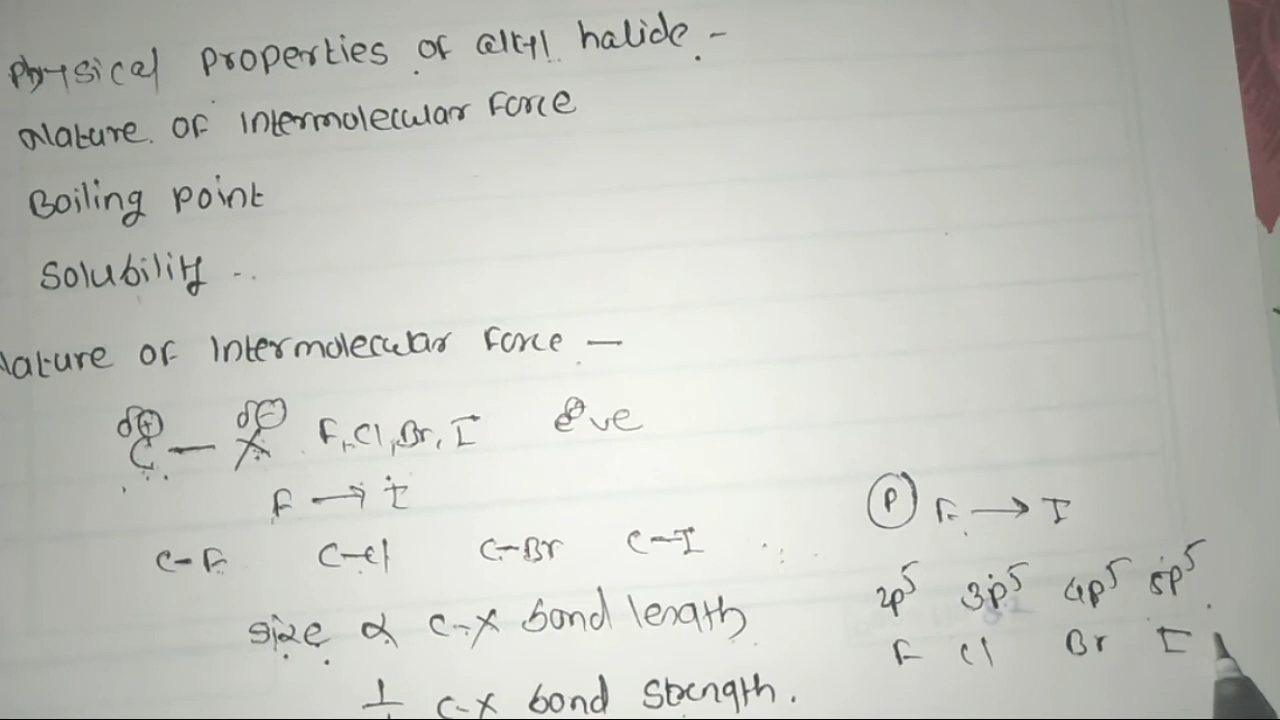 Physical properties of alkyl halide -
Nature of intermolecular force
Boiling point
Solubility -
Nature of Intermolecular Force —
δ⊕ δ⊖
C — X F, Cl, Br, I ve
F → I
C-F C-Cl C-Br C-I
size ∝ C-X bond length
1 C-X bond strength.
P F → I
2p⁵ 3p⁵ 4p⁵ 5p⁵
F Cl Br I